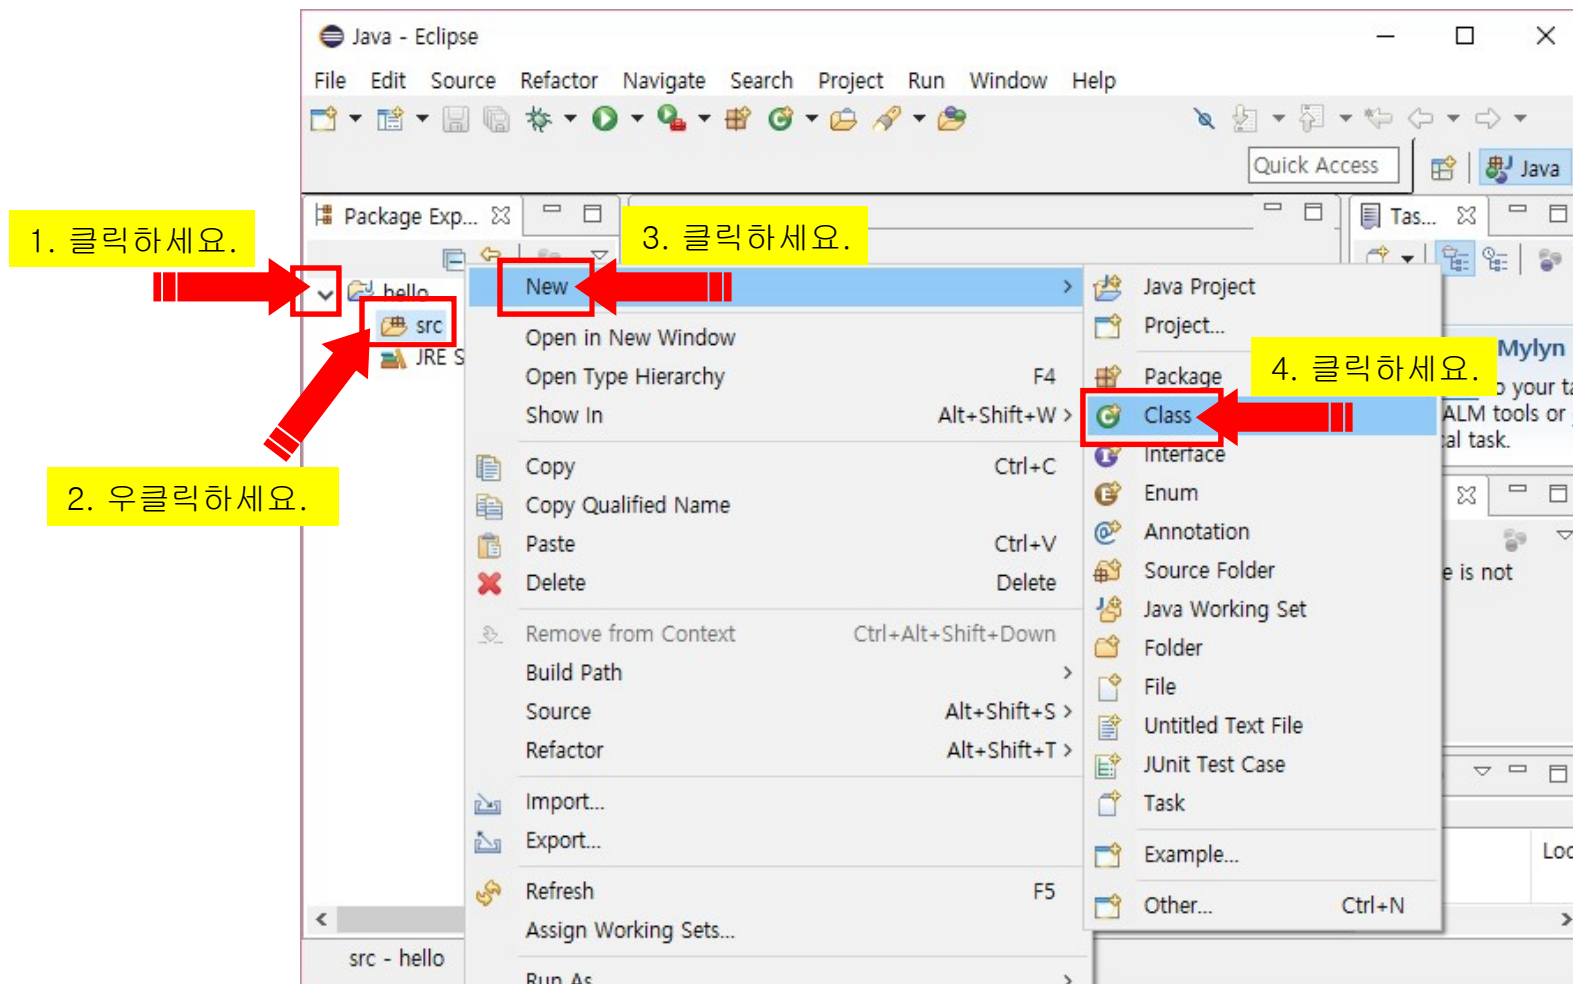 Java - Eclipse
File Edit Source Refactor Navigate Search Project Run Window Help
Quick Access
Java
Package Exp...
Tas...
1. 클릭하세요.
3. 클릭하세요.
hello
src
JRE S
2. 우클릭하세요.
New
Open in New Window
Open Type Hierarchy F4
Show In Alt+Shift+W >
Copy Ctrl+C
Copy Qualified Name
Paste Ctrl+V
Delete Delete
Remove from Context Ctrl+Alt+Shift+Down
Build Path >
Source Alt+Shift+S >
Refactor Alt+Shift+T >
Import...
Export...
Refresh F5
Assign Working Sets...
Run As
Java Project
Project...
Package
4. 클릭하세요.
Class
Interface
Enum
Annotation
Source Folder
Java Working Set
Folder
File
Untitled Text File
JUnit Test Case
Task
Example...
Other... Ctrl+N
Mylyn
your ta
ALM tools or
al task.
e is not
Loc
src - hello